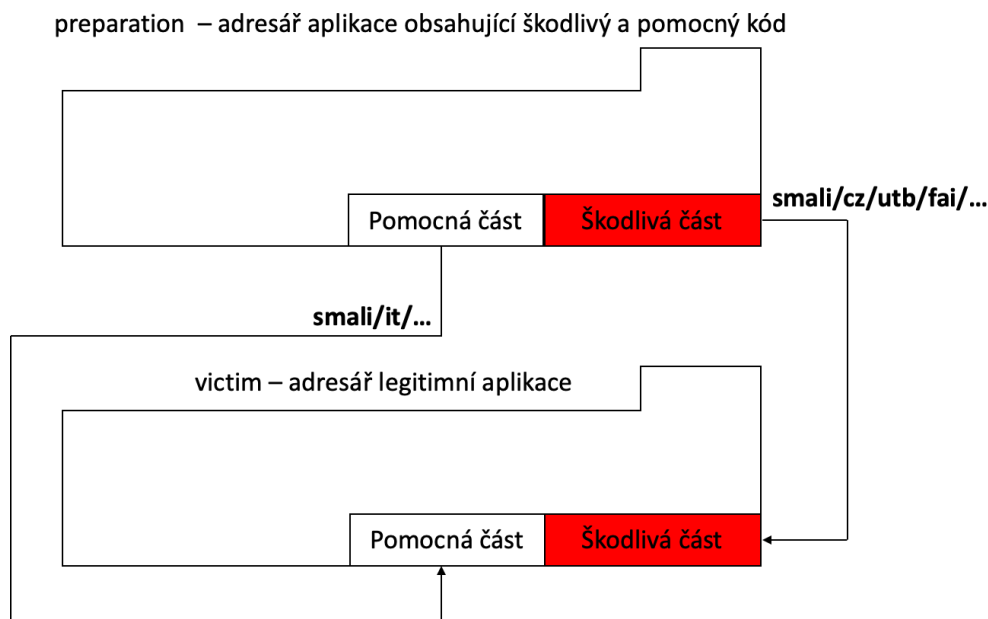 preparation – adresář aplikace obsahující škodlivý a pomocný kód
smali/cz/utb/fai/…
Pomocná část
Škodlivá část
smali/it/…
victim – adresář legitimní aplikace
Pomocná část
Škodlivá část